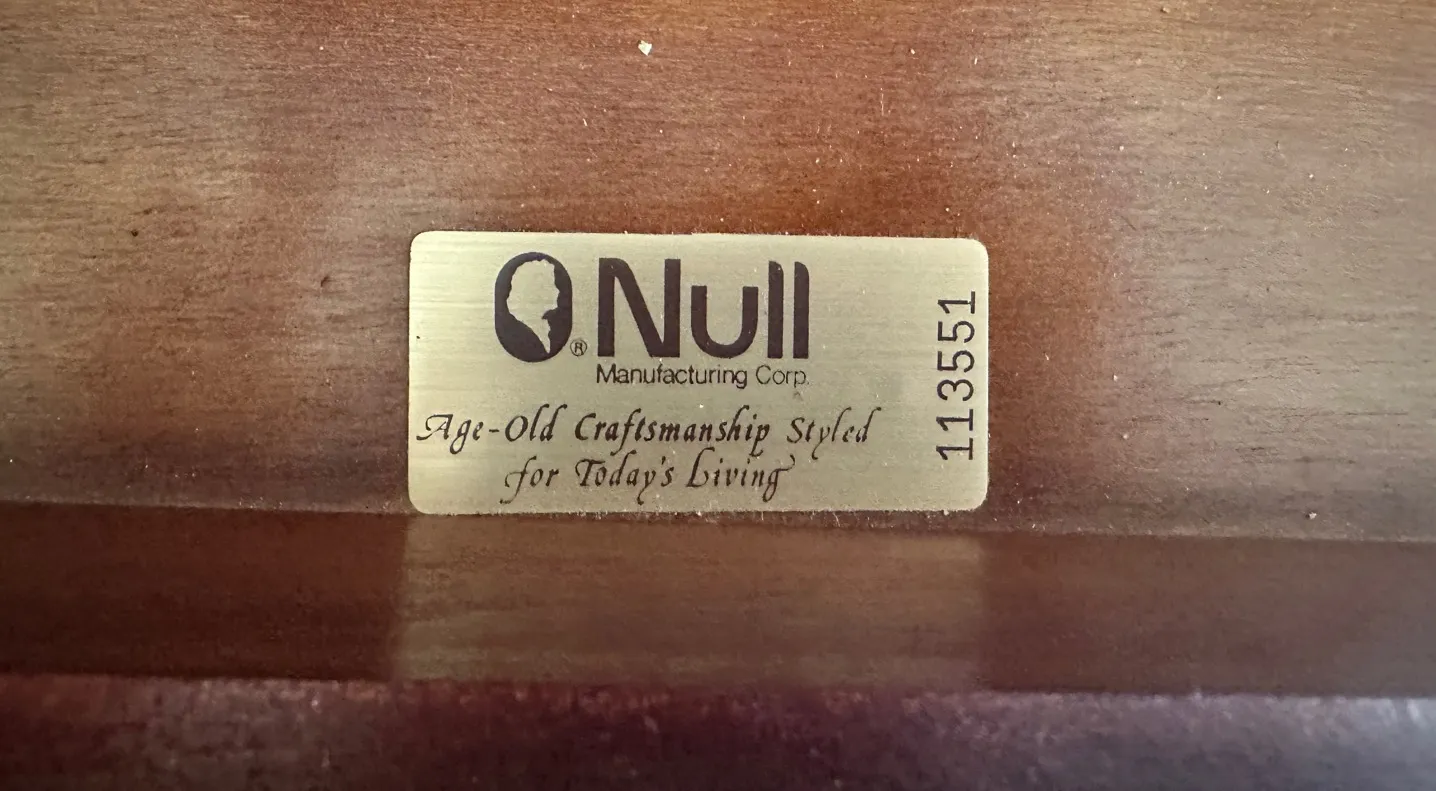 ® Null
Manufacturing Corp.
Age-Old Craftsmanship Styled
for Today's Living
113551